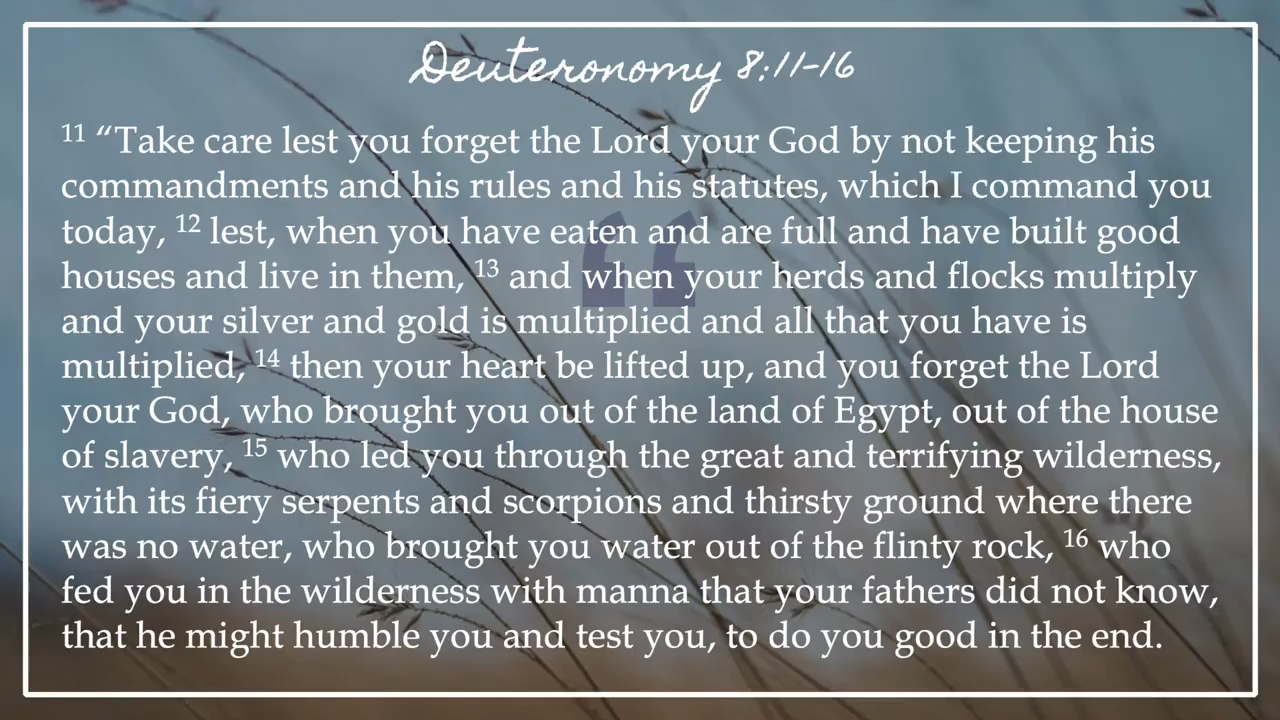 Deuteronomy 8:11-16
11 “Take care lest you forget the Lord your God by not keeping his
commandments and his rules and his statutes, which I command you
today, 12 lest, when you have eaten and are full and have built good
houses and live in them, 13 and when your herds and flocks multiply
and your silver and gold is multiplied and all that you have is
multiplied, 14 then your heart be lifted up, and you forget the Lord
your God, who brought you out of the land of Egypt, out of the house
of slavery, 15 who led you through the great and terrifying wilderness,
with its fiery serpents and scorpions and thirsty ground where there
was no water, who brought you water out of the flinty rock, 16 who
fed you in the wilderness with manna that your fathers did not know,
that he might humble you and test you, to do you good in the end.